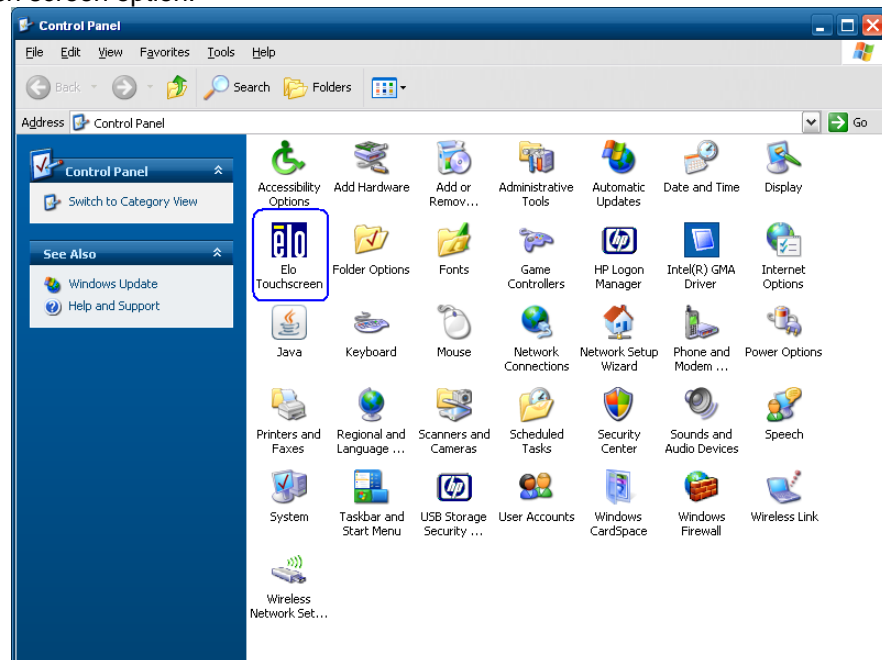 n screen option.
Control Panel
File Edit View Favorites Tools Help
Back Search Folders
Address Control Panel Go
Control Panel
Switch to Category View
See Also
Windows Update
Help and Support
Accessibility Options
Add Hardware
Add or Remov...
Administrative Tools
Automatic Updates
Date and Time
Display
elo
Elo Touchscreen
Folder Options
Fonts
Game Controllers
hp
HP Logon Manager
Intel(R) GMA Driver
Internet Options
Java
Keyboard
Mouse
Network Connections
Network Setup Wizard
Phone and Modem ...
Power Options
Printers and Faxes
Regional and Language ...
Scanners and Cameras
Scheduled Tasks
Security Center
Sounds and Audio Devices
Speech
System
Taskbar and Start Menu
hp
USB Storage Security ...
User Accounts
Windows CardSpace
Windows Firewall
Wireless Link
Wireless Network Set...